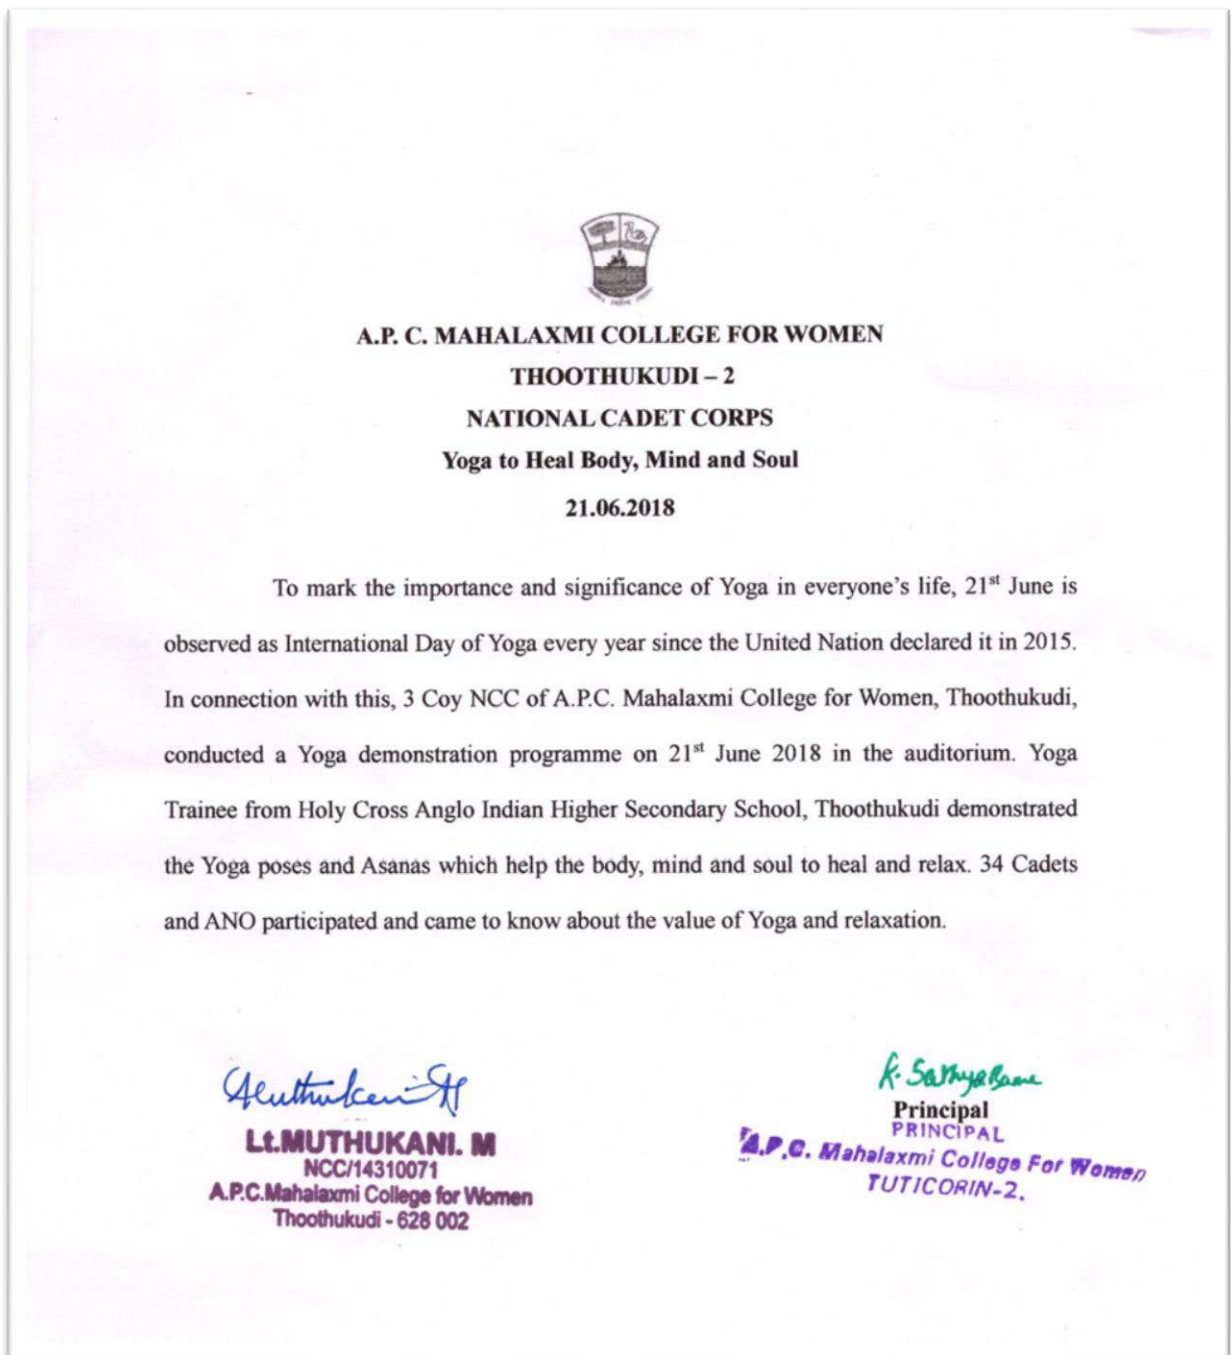 A.P. C. MAHALAXMI COLLEGE FOR WOMEN
THOOTHUKUDI – 2
NATIONAL CADET CORPS
Yoga to Heal Body, Mind and Soul
21.06.2018
To mark the importance and significance of Yoga in everyone’s life, 21st June is
observed as International Day of Yoga every year since the United Nation declared it in 2015.
In connection with this, 3 Coy NCC of A.P.C. Mahalaxmi College for Women, Thoothukudi,
conducted a Yoga demonstration programme on 21st June 2018 in the auditorium. Yoga
Trainee from Holy Cross Anglo Indian Higher Secondary School, Thoothukudi demonstrated
the Yoga poses and Asanas which help the body, mind and soul to heal and relax. 34 Cadets
and ANO participated and came to know about the value of Yoga and relaxation.
Muthukani M
Lt.MUTHUKANI. M
NCC/14310071
A.P.C.Mahalaxmi College for Women
Thoothukudi - 628 002
K. SathyaBama
Principal
PRINCIPAL
A.P.C. Mahalaxmi College For Women
TUTICORIN-2.